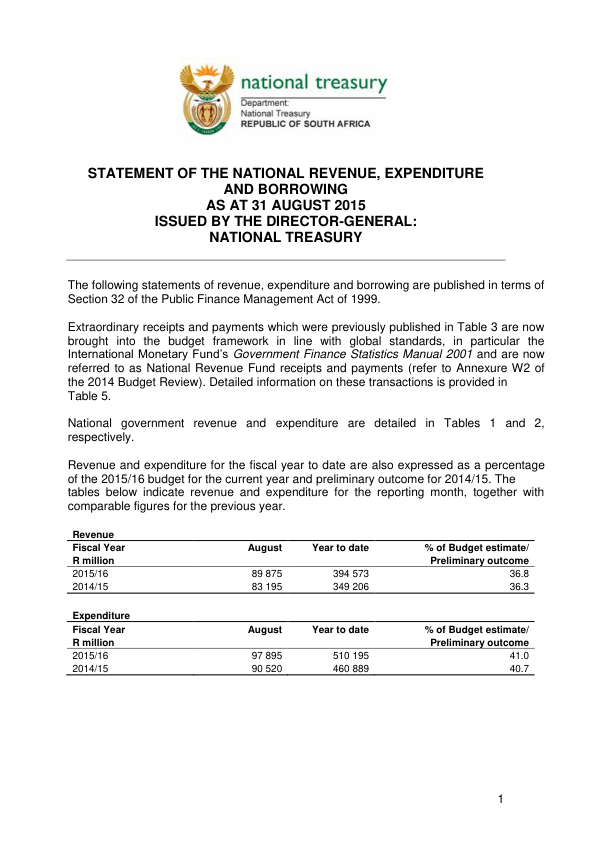 national treasury
Department:
National Treasury
REPUBLIC OF SOUTH AFRICA
STATEMENT OF THE NATIONAL REVENUE, EXPENDITURE
AND BORROWING
AS AT 31 AUGUST 2015
ISSUED BY THE DIRECTOR-GENERAL:
NATIONAL TREASURY
The following statements of revenue, expenditure and borrowing are published in terms of
Section 32 of the Public Finance Management Act of 1999.
Extraordinary receipts and payments which were previously published in Table 3 are now
brought into the budget framework in line with global standards, in particular the
International Monetary Fund's Government Finance Statistics Manual 2001 and are now
referred to as National Revenue Fund receipts and payments (refer to Annexure W2 of
the 2014 Budget Review). Detailed information on these transactions is provided in
Table 5.
National government revenue and expenditure are detailed in Tables 1 and 2,
respectively.
Revenue and expenditure for the fiscal year to date are also expressed as a percentage
of the 2015/16 budget for the current year and preliminary outcome for 2014/15. The
tables below indicate revenue and expenditure for the reporting month, together with
comparable figures for the previous year.
Revenue
Fiscal Year August Year to date % of Budget estimate/
R million Preliminary outcome
2015/16 89 875 394 573 36.8
2014/15 83 195 349 206 36.3
Expenditure
Fiscal Year August Year to date % of Budget estimate/
R million Preliminary outcome
2015/16 97 895 510 195 41.0
2014/15 90 520 460 889 40.7
1